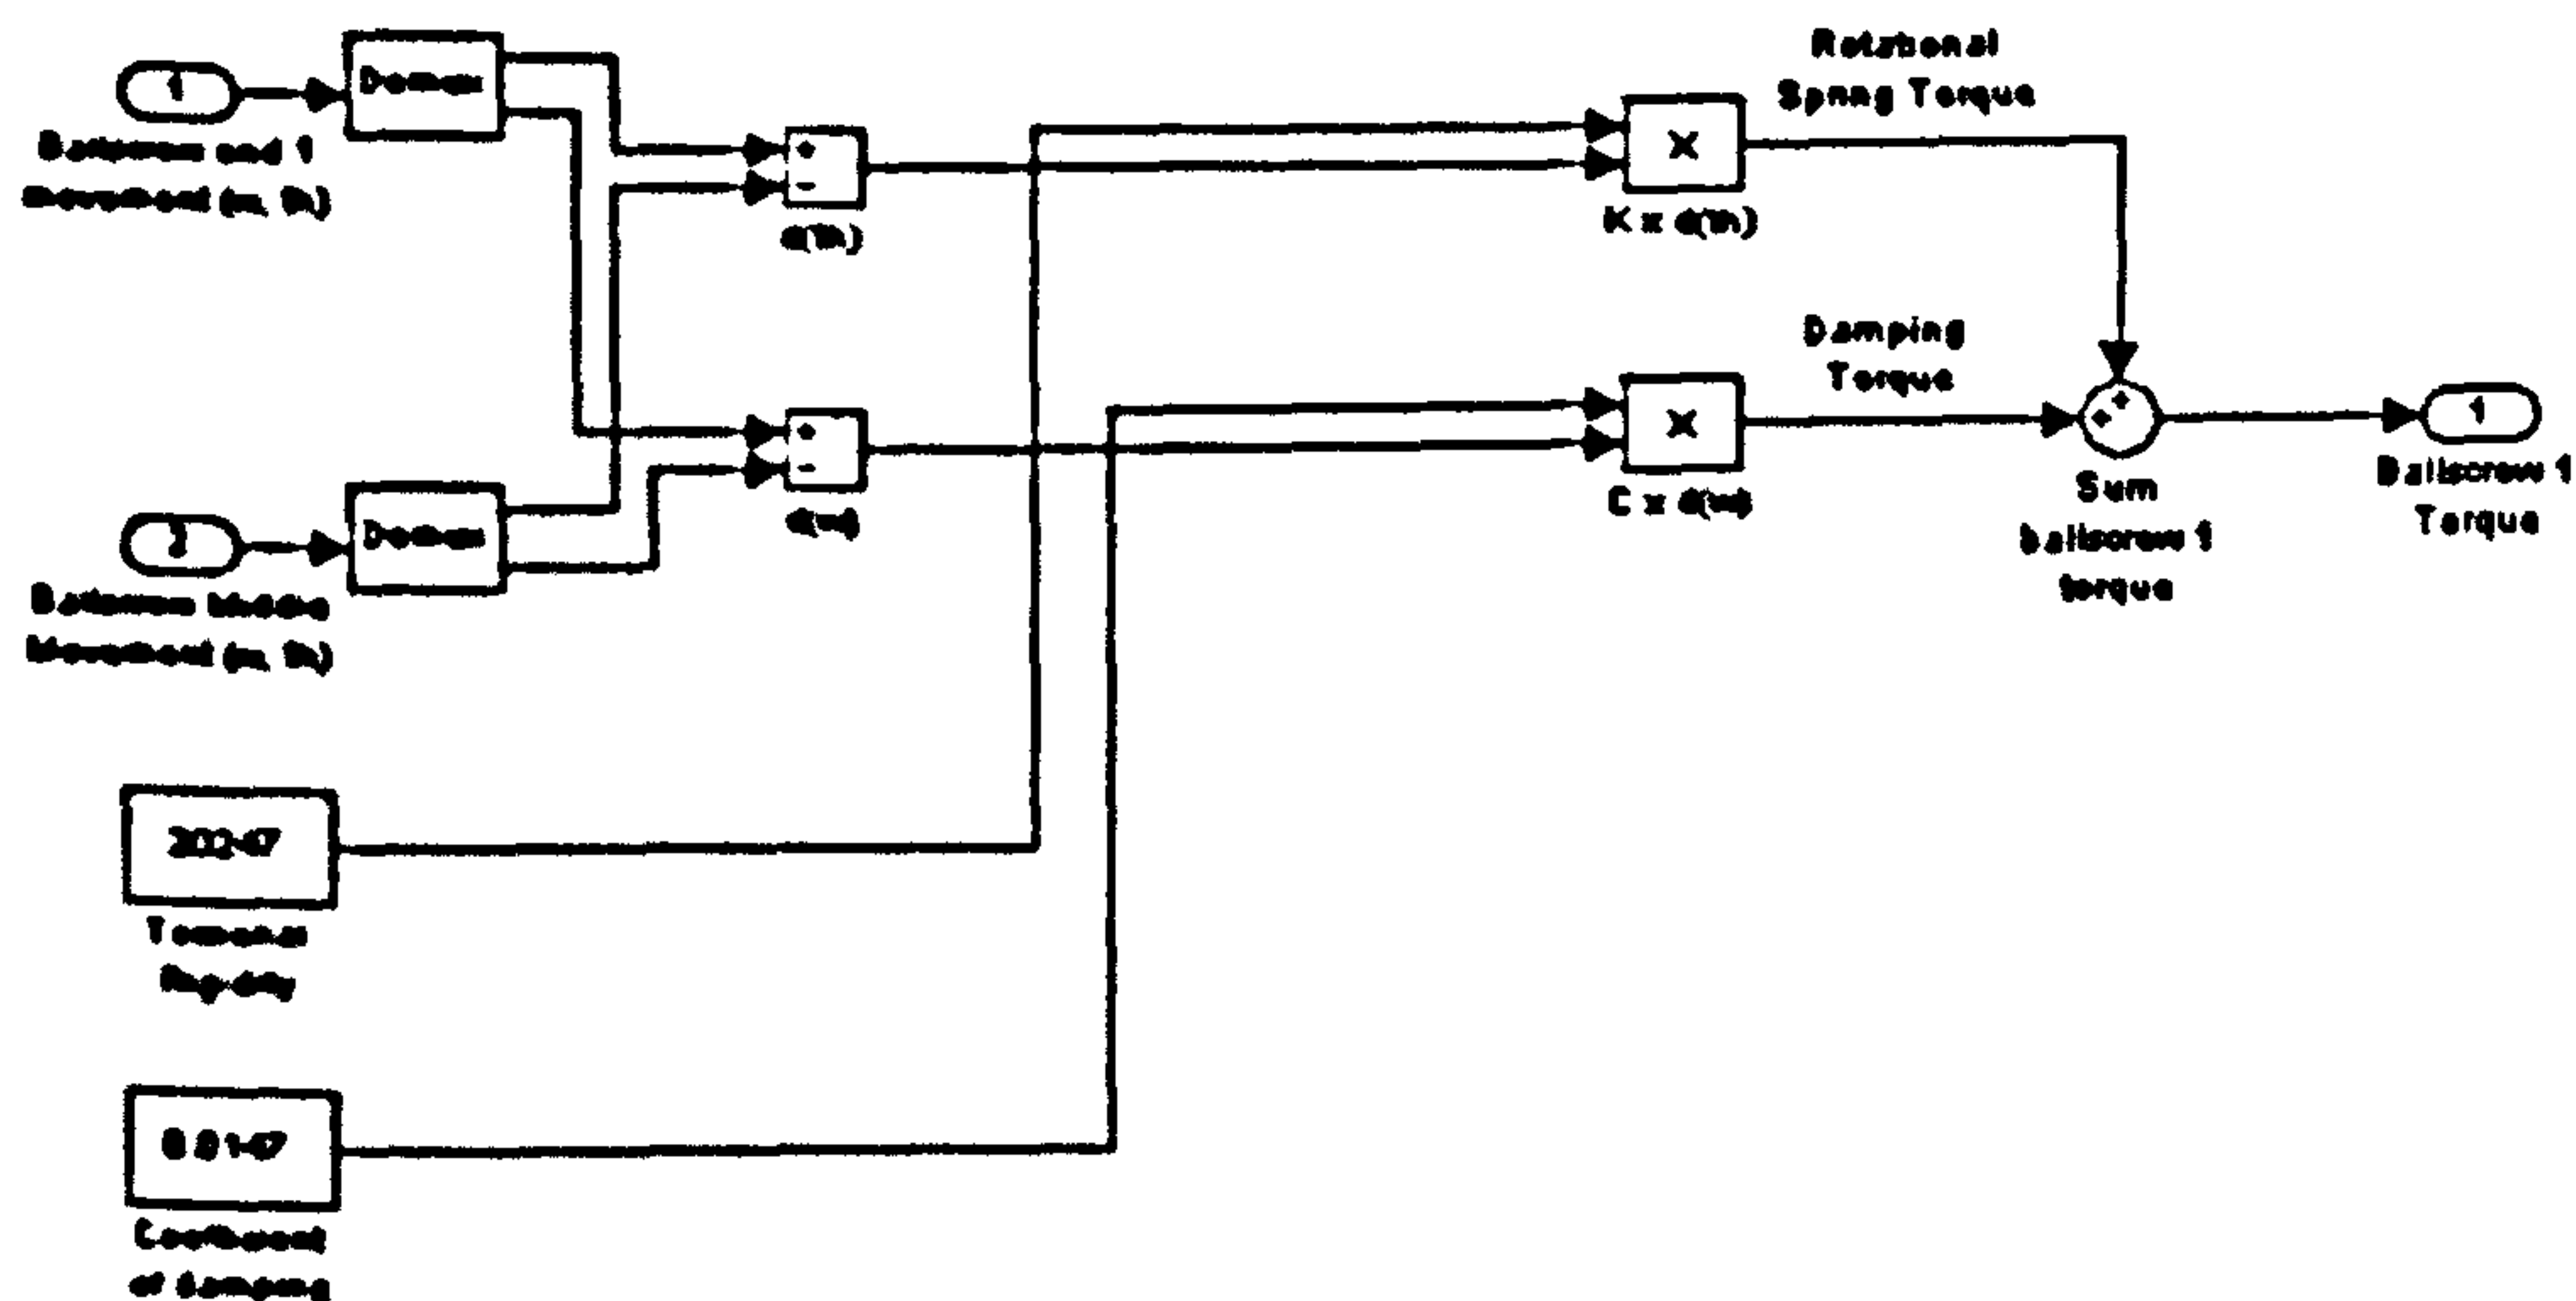 1
Demux
Ballscrew end 1
movement (w, th)
+
-
d(th)
Rotational
Spring Torque
X
K x d(th)
2
Demux
Ballscrew Middle
Movement (w, th)
+
-
d(w)
Damping
Torque
X
C x d(w)
+
+
Sum
ballscrew 1
torque
1
Ballscrew 1
Torque
Torsional
Rigidity
Coefficient
of damping